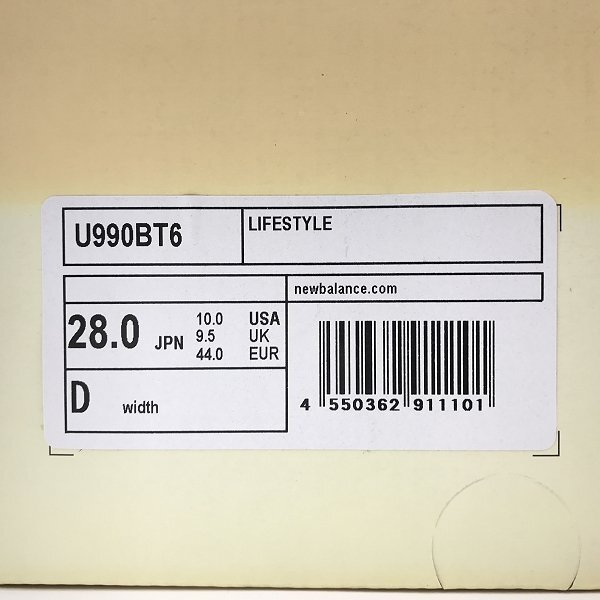 U990BT6
LIFESTYLE
newbalance.com
28.0 JPN
10.0 USA
9.5 UK
44.0 EUR
D width
4 550362 911101